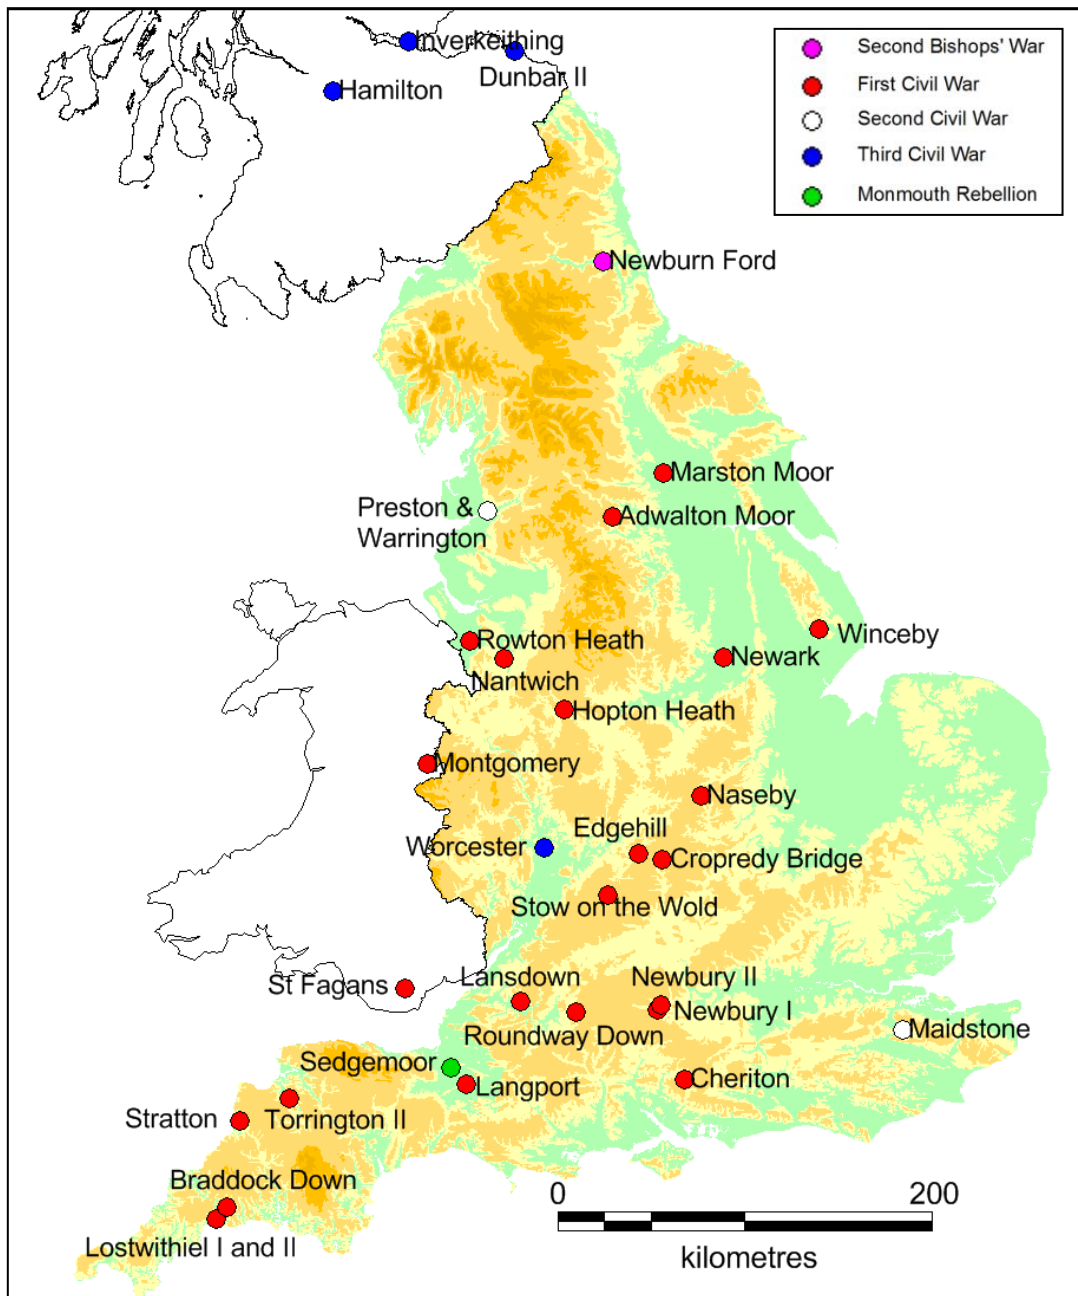 Inverkeithing
Dunbar II
Hamilton
Second Bishops' War
First Civil War
Second Civil War
Third Civil War
Monmouth Rebellion
Newburn Ford
Marston Moor
Preston &
Warrington
Adwalton Moor
Rowton Heath
Winceby
Newark
Nantwich
Hopton Heath
Montgomery
Naseby
Edgehill
Worcester
Cropredy Bridge
Stow on the Wold
St Fagans
Lansdown
Newbury II
Newbury I
Roundway Down
Maidstone
Sedgemoor
Langport
Cheriton
Stratton
Torrington II
Braddock Down
Lostwithiel I and II
0
200
kilometres